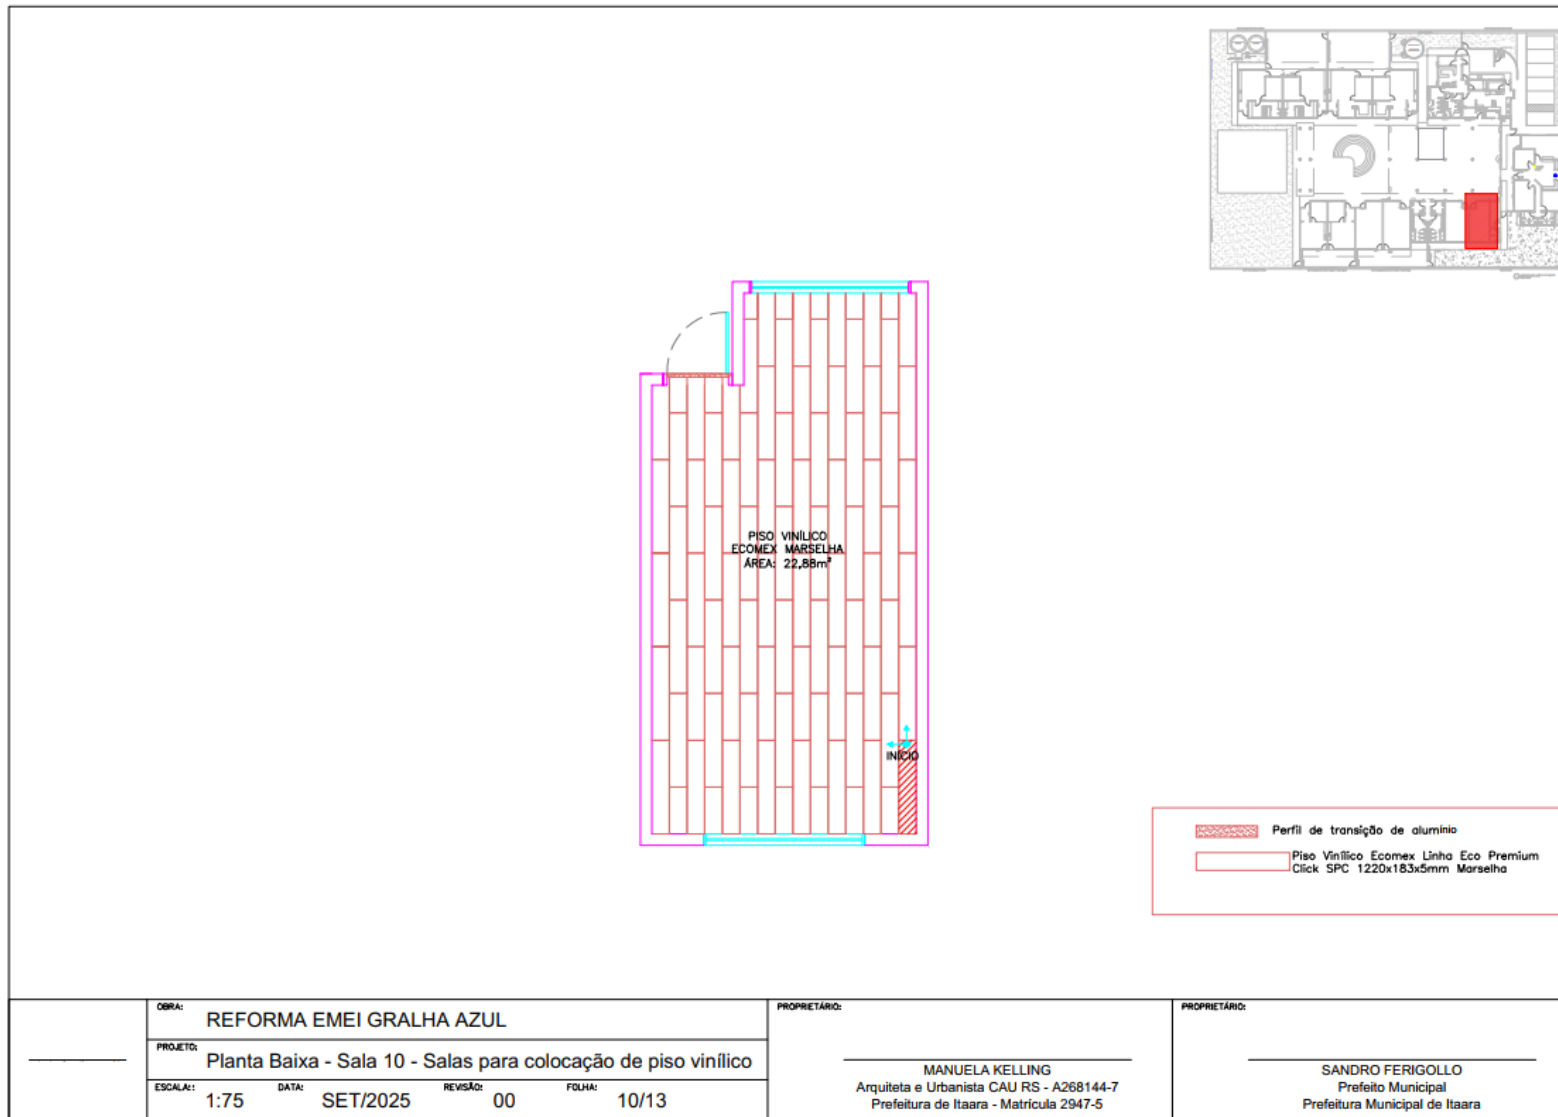 PISO VINÍLICO
ECOMEX MARSELHA
ÁREA: 22,88m²
INÍCIO
Perfil de transição de alumínio
Piso Vinílico Ecomex Linha Eco Premium
Click SPC 1220x183x5mm Marselha
OBRA:
REFORMA EMEI GRALHA AZUL
PROJETO:
Planta Baixa - Sala 10 - Salas para colocação de piso vinílico
ESCALA::
1:75
DATA:
SET/2025
REVISÃO:
00
FOLHA:
10/13
PROPRIETÁRIO:
MANUELA KELLING
Arquiteta e Urbanista CAU RS - A268144-7
Prefeitura de Itaara - Matrícula 2947-5
PROPRIETÁRIO:
SANDRO FERIGOLLO
Prefeito Municipal
Prefeitura Municipal de Itaara